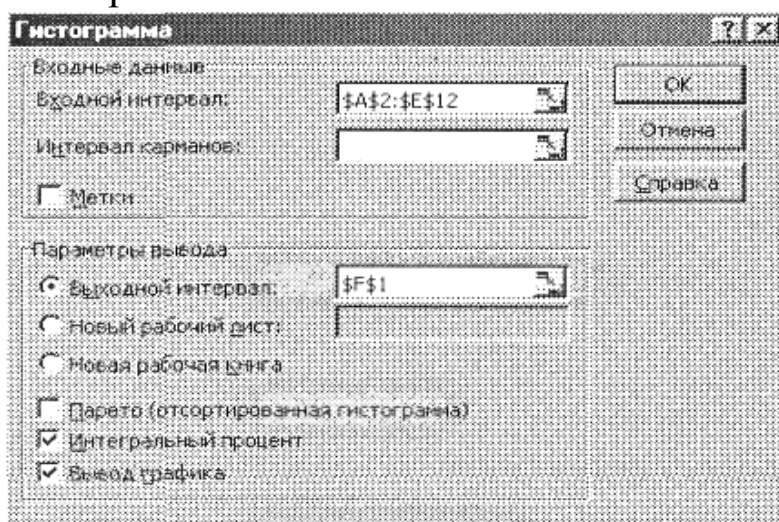 Гистограмма
Входные данные
Входной интервал: $A$2:$E$12
Интервал карманов:
Метки
OK
Отмена
Справка
Параметры вывода
Выходной интервал: $F$1
Новый рабочий лист:
Новая рабочая книга
Парето (отсортированная гистограмма)
Интегральный процент
Вывод графика